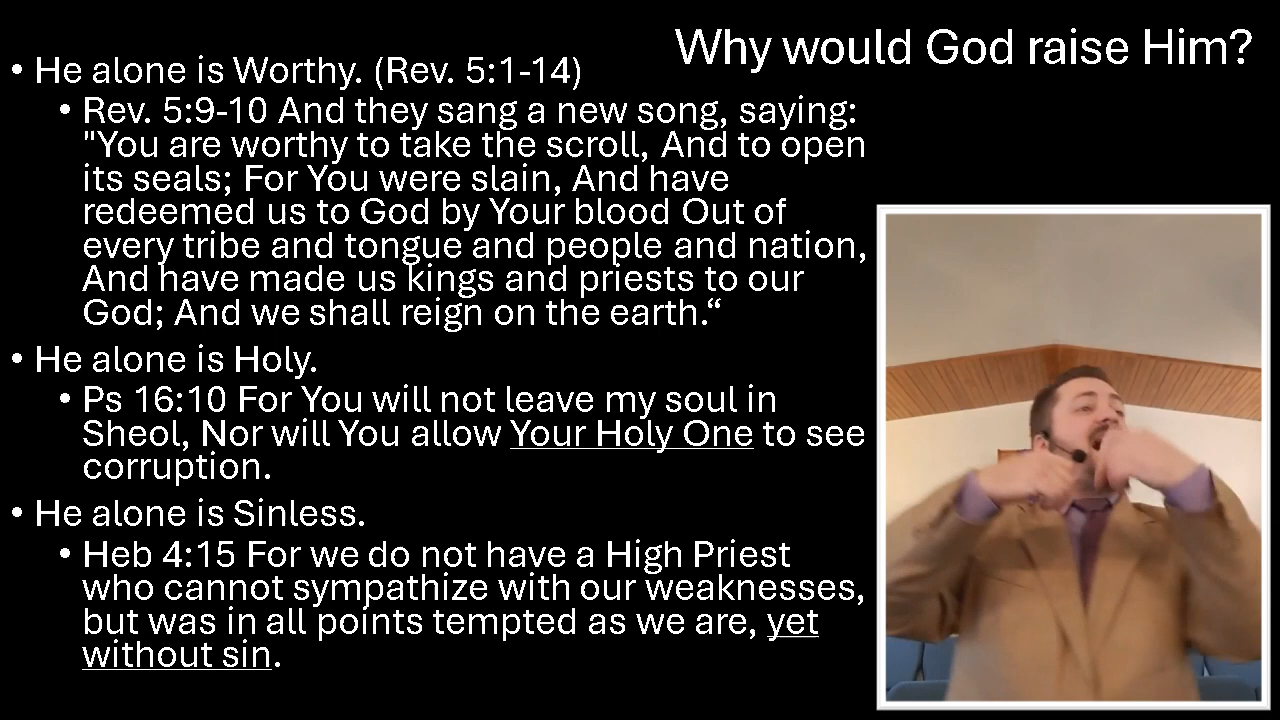 Why would God raise Him?
• He alone is Worthy. (Rev. 5:1-14)
• Rev. 5:9-10 And they sang a new song, saying:
"You are worthy to take the scroll, And to open
its seals; For You were slain, And have
redeemed us to God by Your blood Out of
every tribe and tongue and people and nation,
And have made us kings and priests to our
God; And we shall reign on the earth.“
• He alone is Holy.
• Ps 16:10 For You will not leave my soul in
Sheol, Nor will You allow Your Holy One to see
corruption.
• He alone is Sinless.
• Heb 4:15 For we do not have a High Priest
who cannot sympathize with our weaknesses,
but was in all points tempted as we are, yet
without sin.